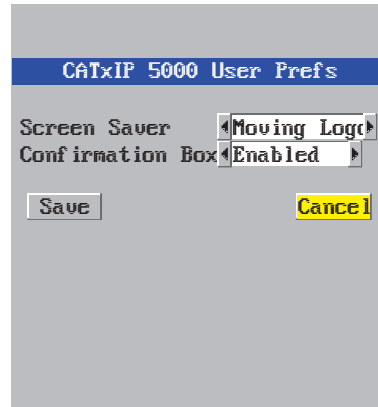 CATxIP 5000 User Prefs
Screen Saver Moving Logo
Confirmation Box Enabled
Save Cancel